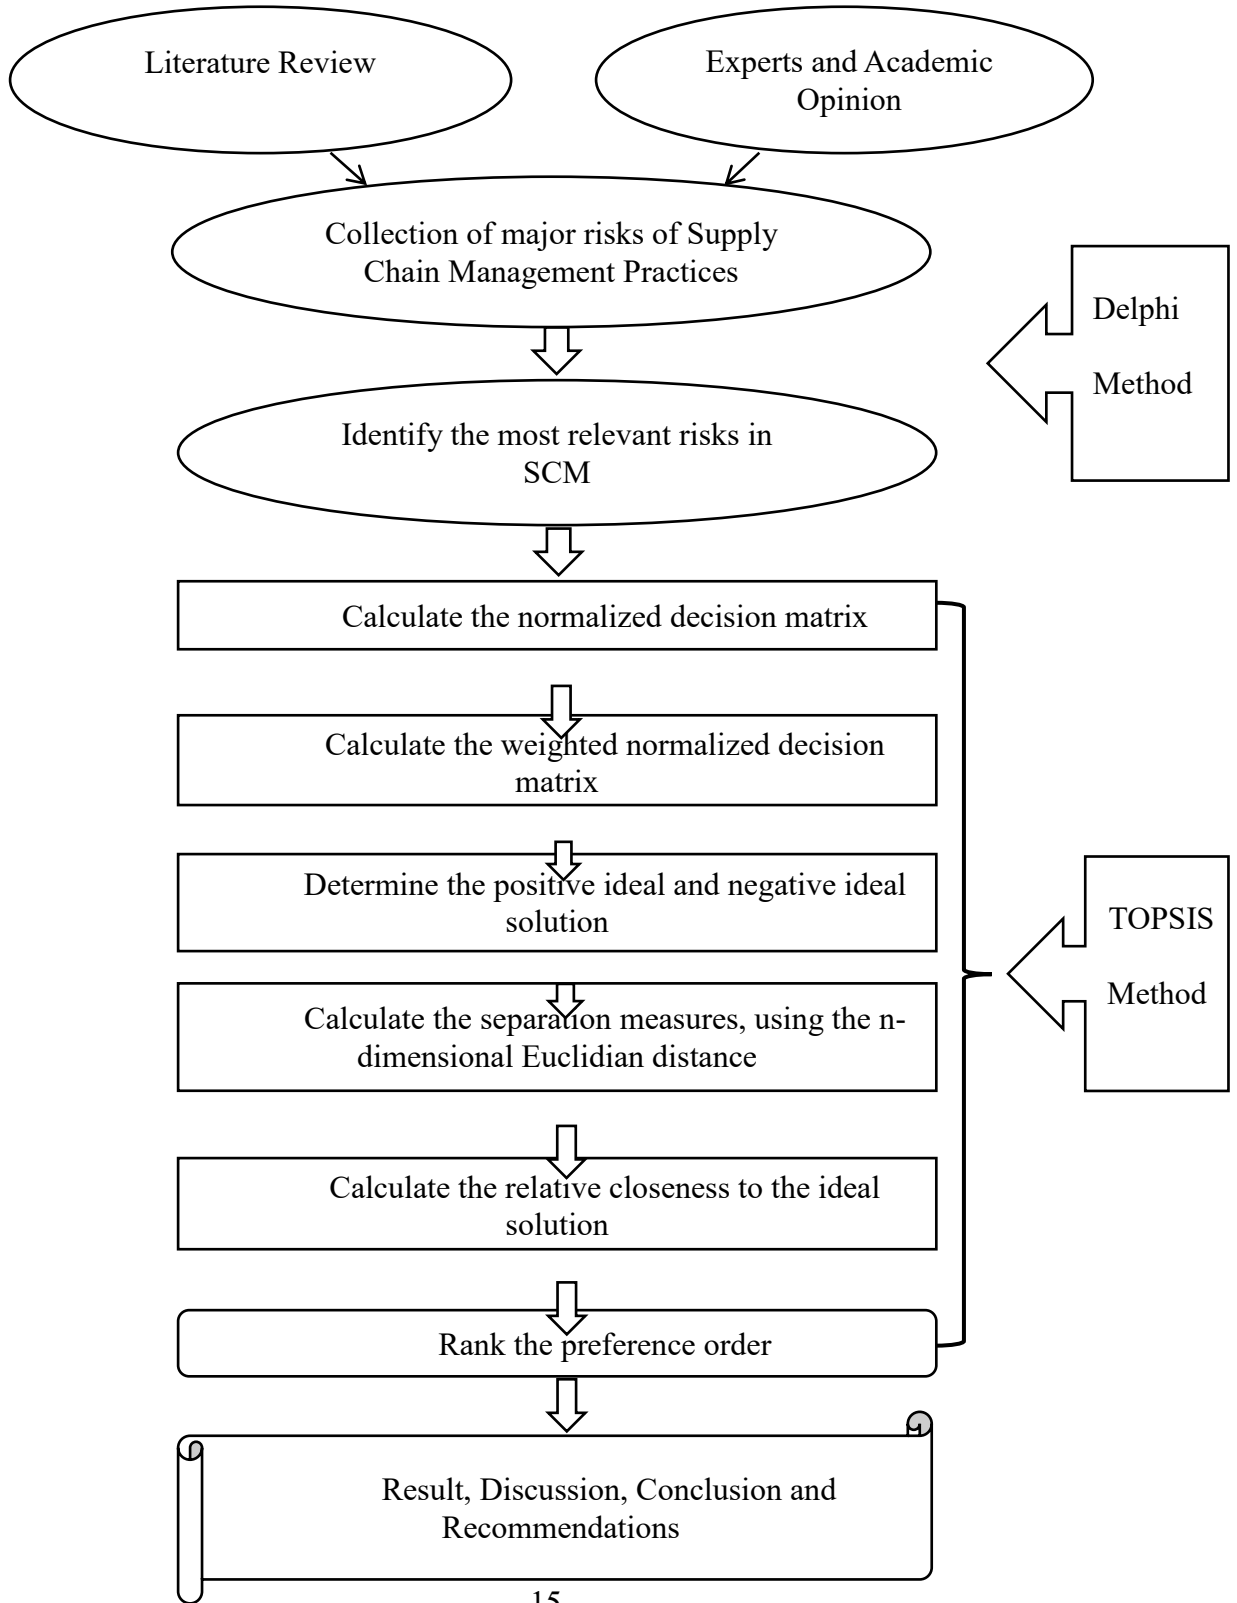 Literature Review
Experts and Academic
Opinion
Collection of major risks of Supply
Chain Management Practices
Delphi
Method
Identify the most relevant risks in
SCM
Calculate the normalized decision matrix
Calculate the weighted normalized decision
matrix
Determine the positive ideal and negative ideal
solution
TOPSIS
Method
Calculate the separation measures, using the n-
dimensional Euclidian distance
Calculate the relative closeness to the ideal
solution
Rank the preference order
Result, Discussion, Conclusion and
Recommendations
15